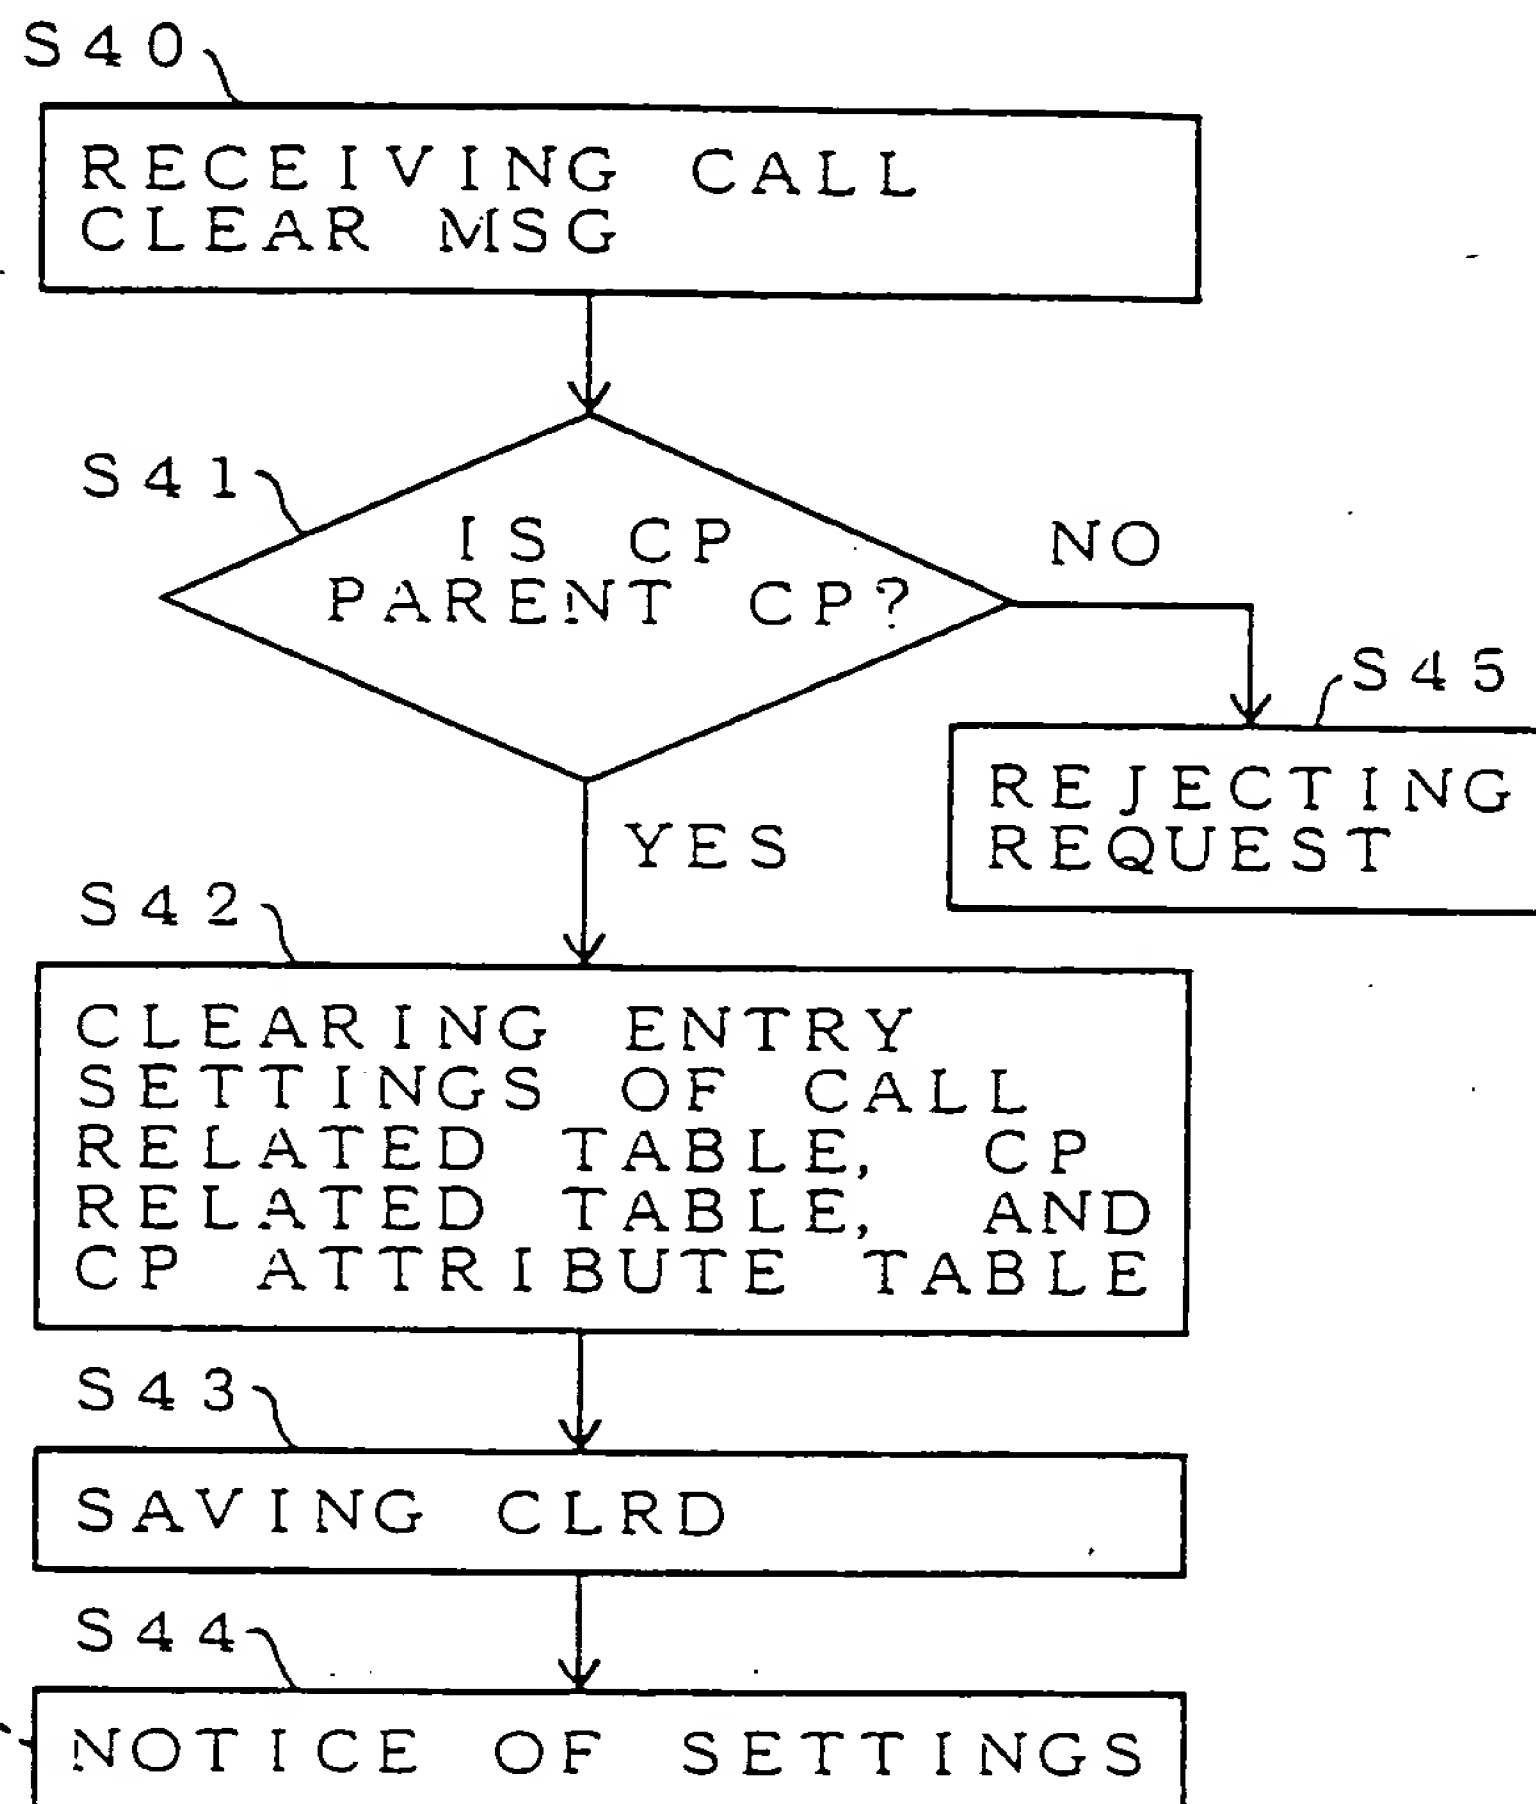 S40
RECEIVING CALL
CLEAR MSG
S41
IS CP
PARENT CP?
NO
S45
REJECTING
REQUEST
YES
S42
CLEARING ENTRY
SETTINGS OF CALL
RELATED TABLE, CP
RELATED TABLE, AND
CP ATTRIBUTE TABLE
S43
SAVING CLRD
S44
NOTICE OF SETTINGS